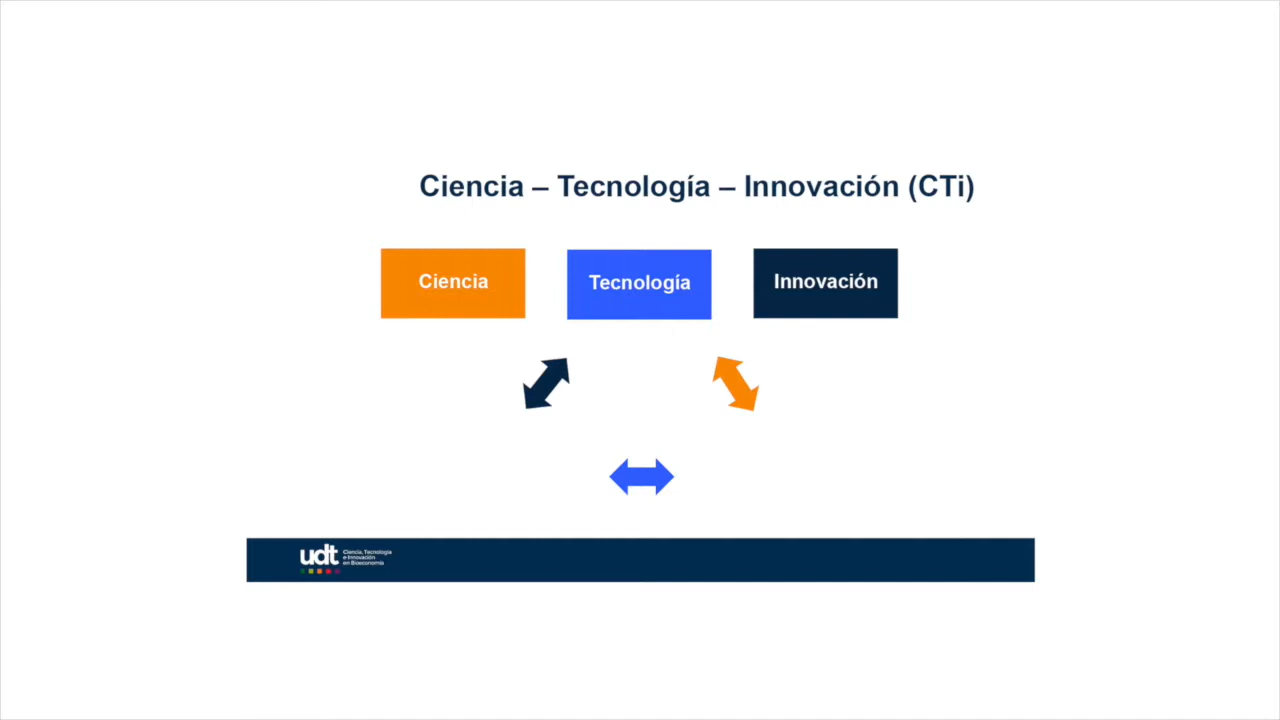 Ciencia – Tecnología – Innovación (CTi)
Ciencia
Tecnología
Innovación
udt
Ciencia, Tecnología
e Innovación
en Bioeconomía